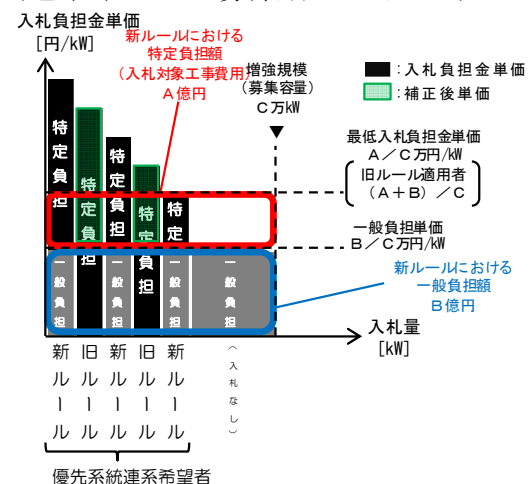 入札負担金単価
[円/kW]
新ルールにおける
特定負担額
(入札対象工事費用)
A億円
増強規模
(募集容量)
C万kW
:入札負担金単価
:補正後単価
最低入札負担金単価
A/C万円/kW
旧ルール適用者
(A+B)/C
一般負担単価
B/C万円/kW
新ルールにおける
一般負担額
B億円
特定負担
特定負担
特定負担
特定負担
特定
一般負担
一般負担
一般負担
一般負担
入札量
[kW]
新ルール
旧ルール
新ルール
旧ルール
新ルール
(入札なし)
優先系統連系希望者